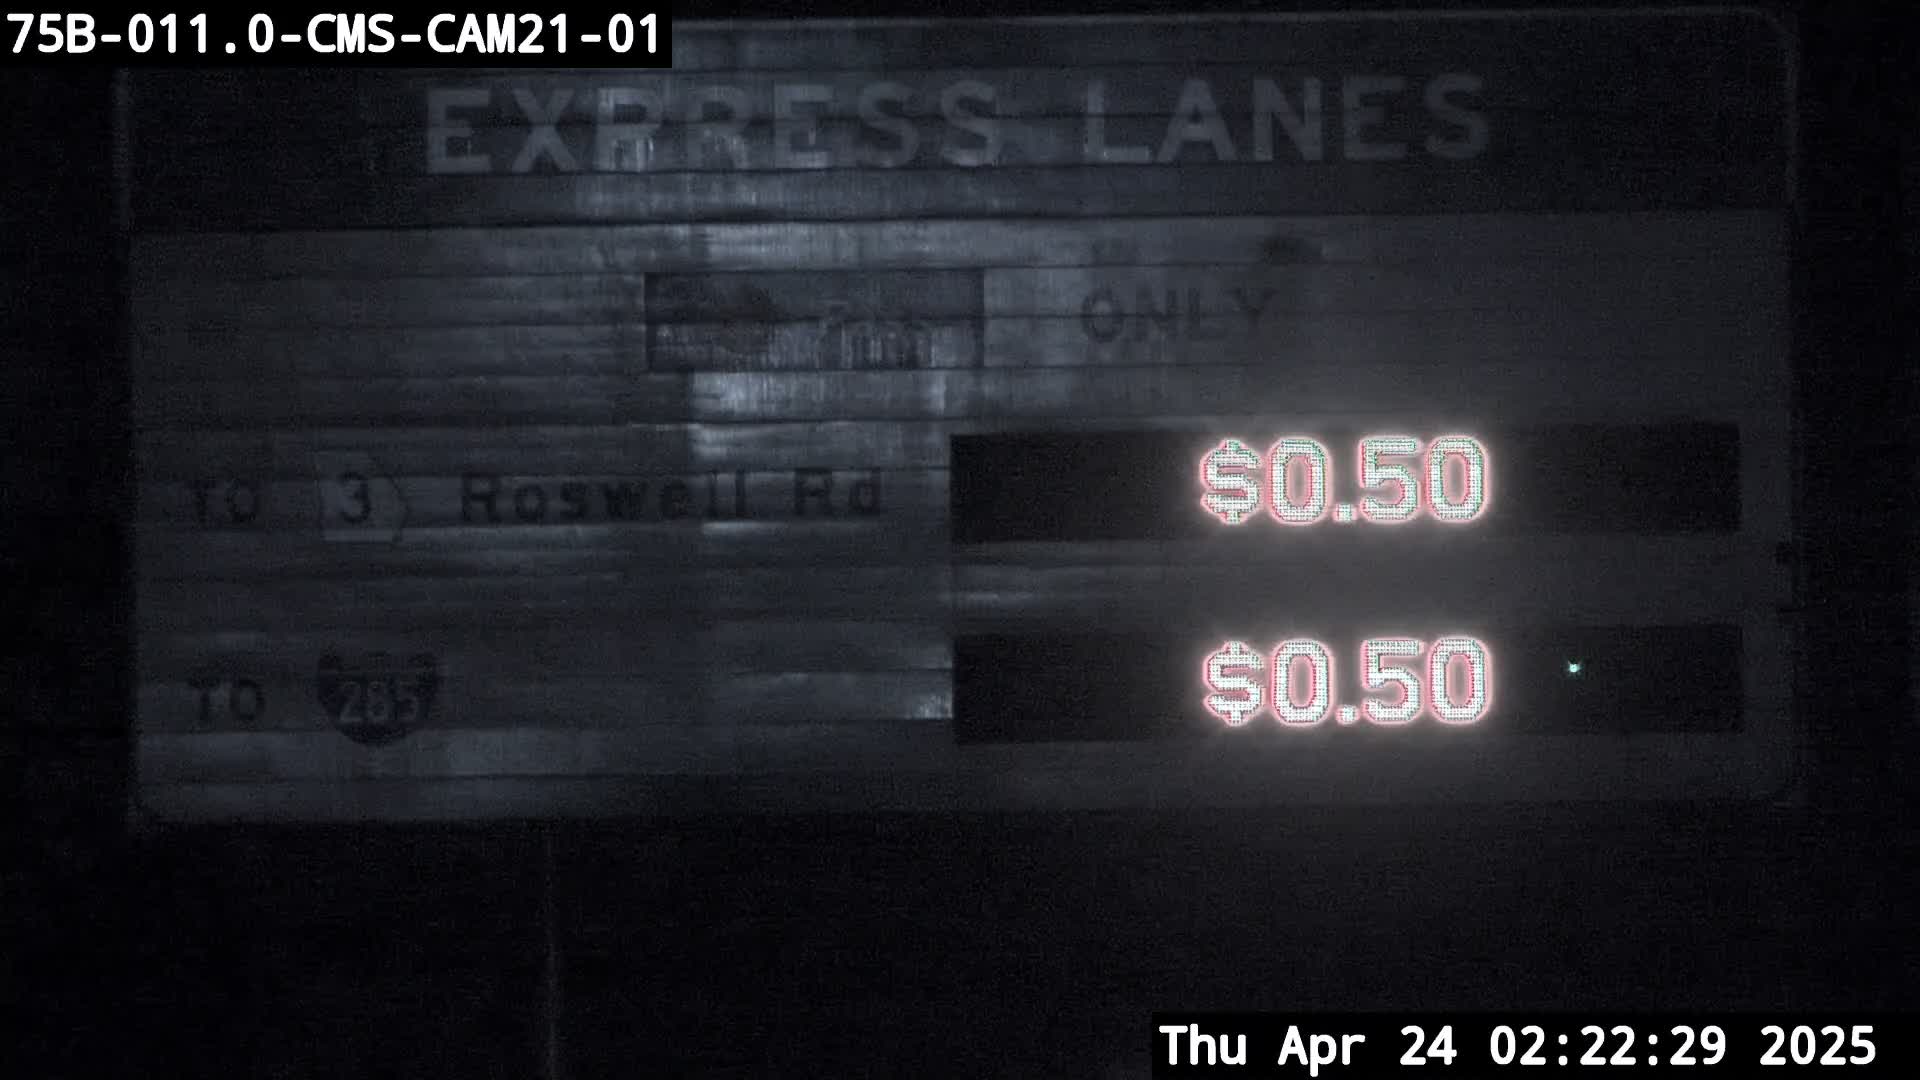 75B-011.0-CMS-CAM21-01
EXPRESS LANES
ONLY
TO 3 Roswell Rd $0.50
TO 285 $0.50
Thu Apr 24 02:22:29 2025